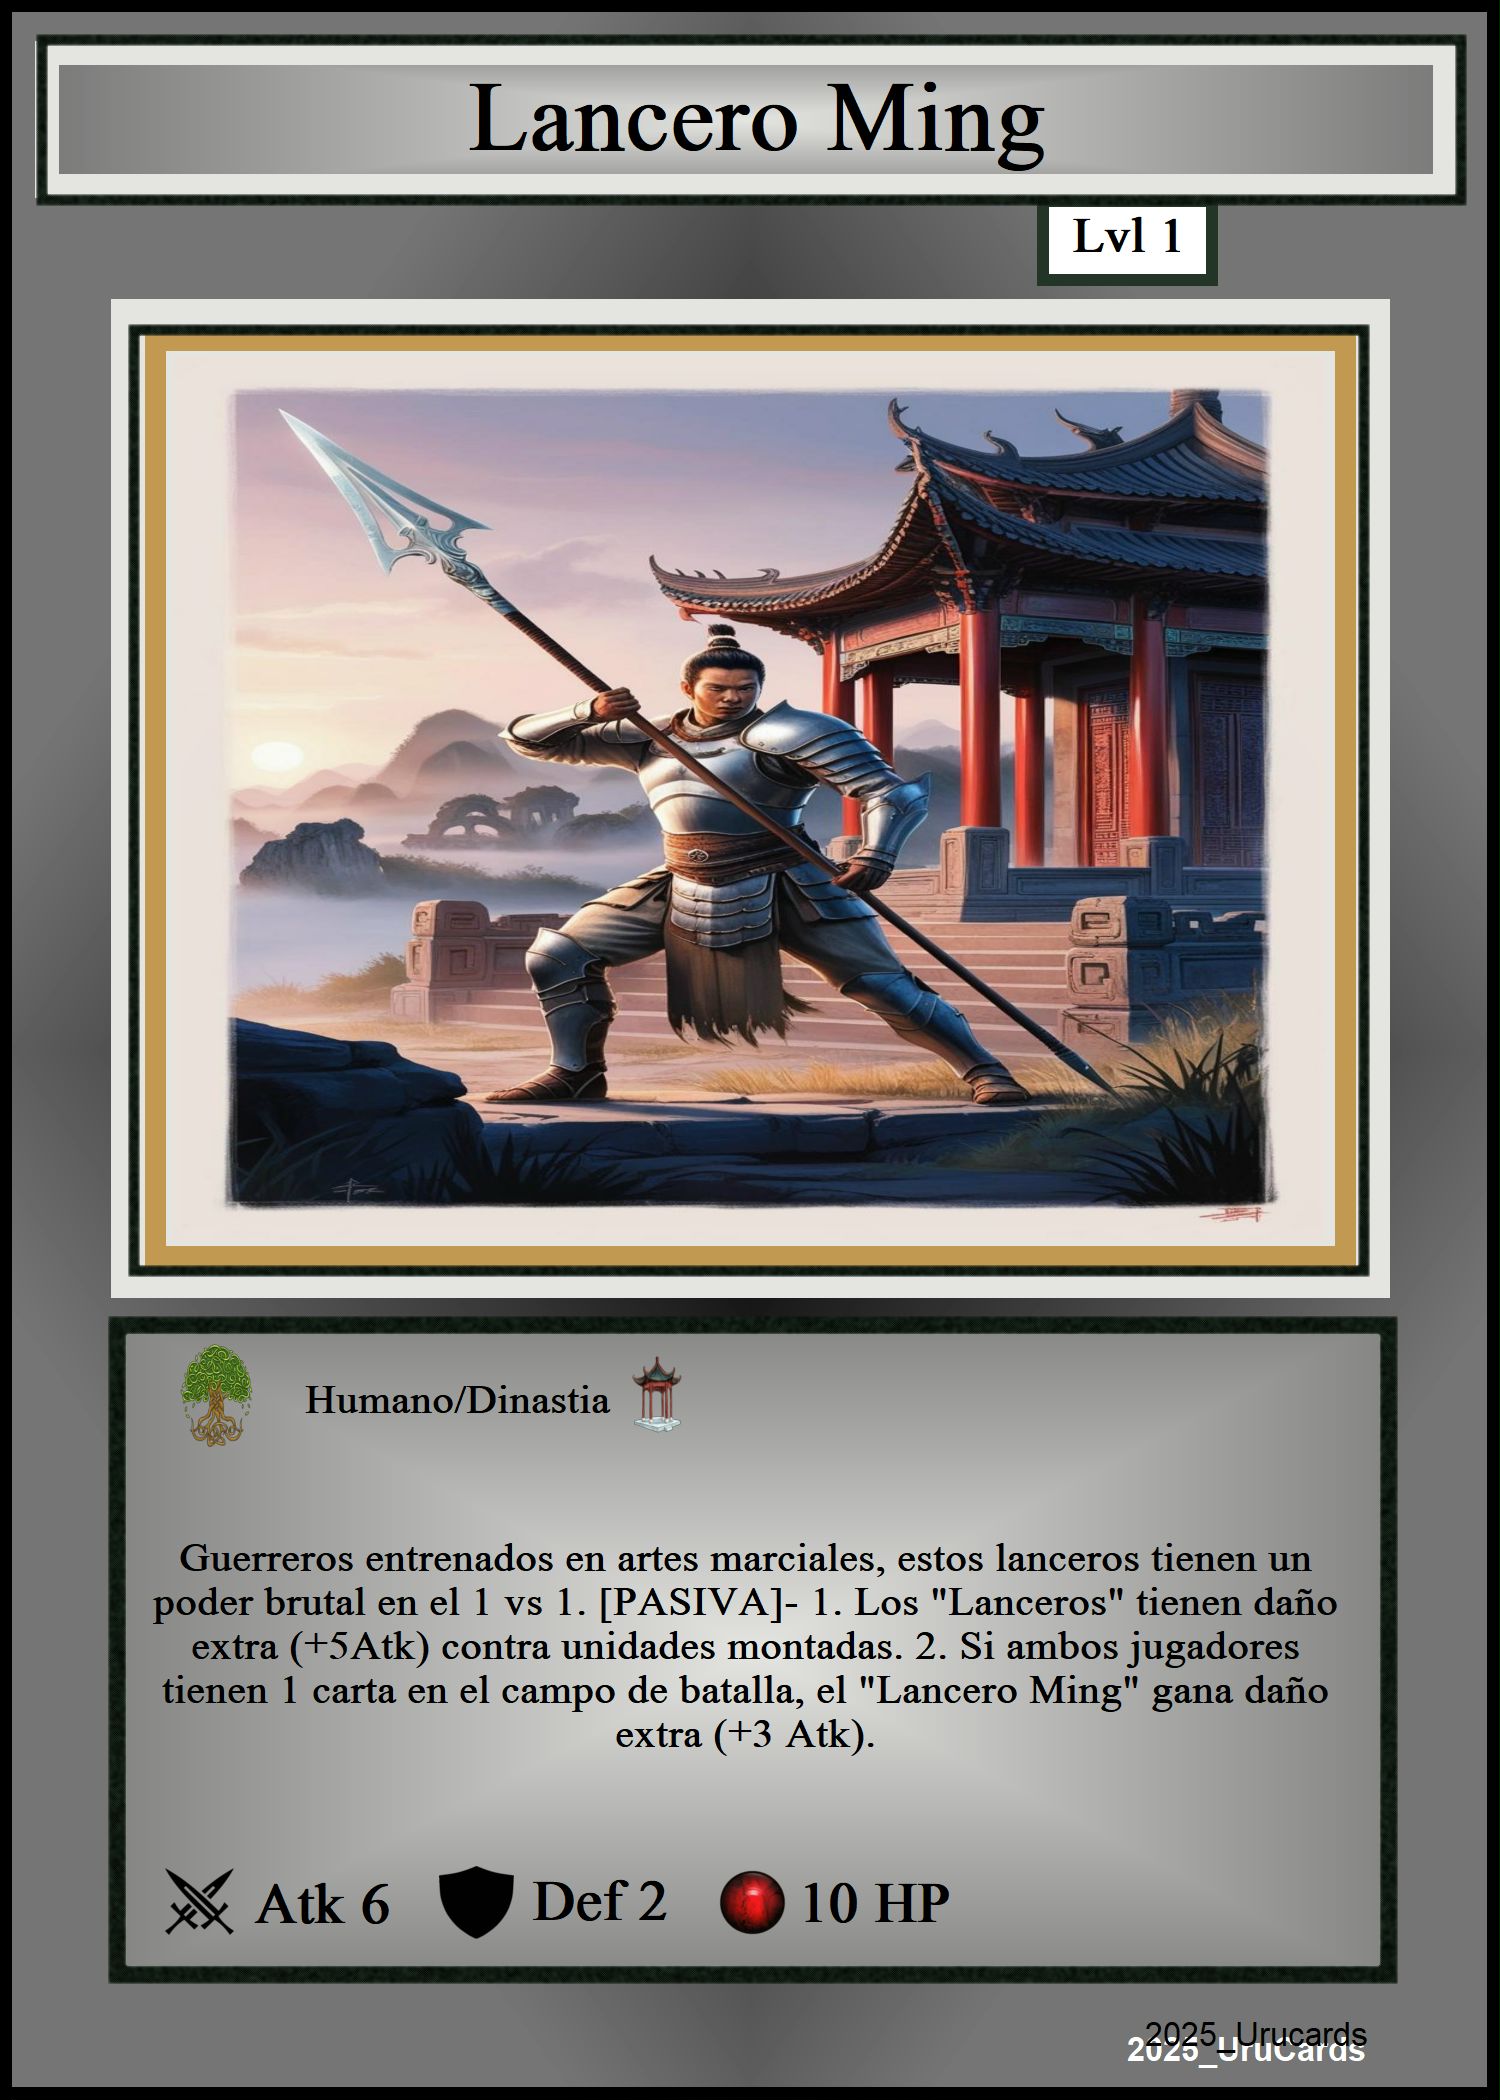 Lancero Ming
Lvl 1
Humano/Dinastia
Guerreros entrenados en artes marciales, estos lanceros tienen un
poder brutal en el 1 vs 1. [PASIVA]- 1. Los "Lanceros" tienen daño
extra (+5Atk) contra unidades montadas. 2. Si ambos jugadores
tienen 1 carta en el campo de batalla, el "Lancero Ming" gana daño
extra (+3 Atk).
Atk 6 Def 2 10 HP
2025_Urucards
2025_UruCards